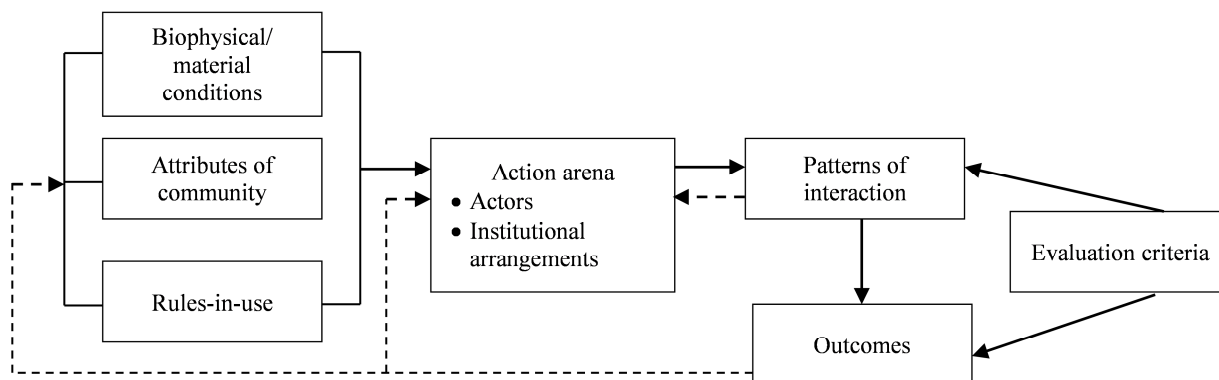 Biophysical/
material
conditions
Attributes of
community
Rules-in-use
Action arena
• Actors
• Institutional
arrangements
Patterns of
interaction
Outcomes
Evaluation criteria